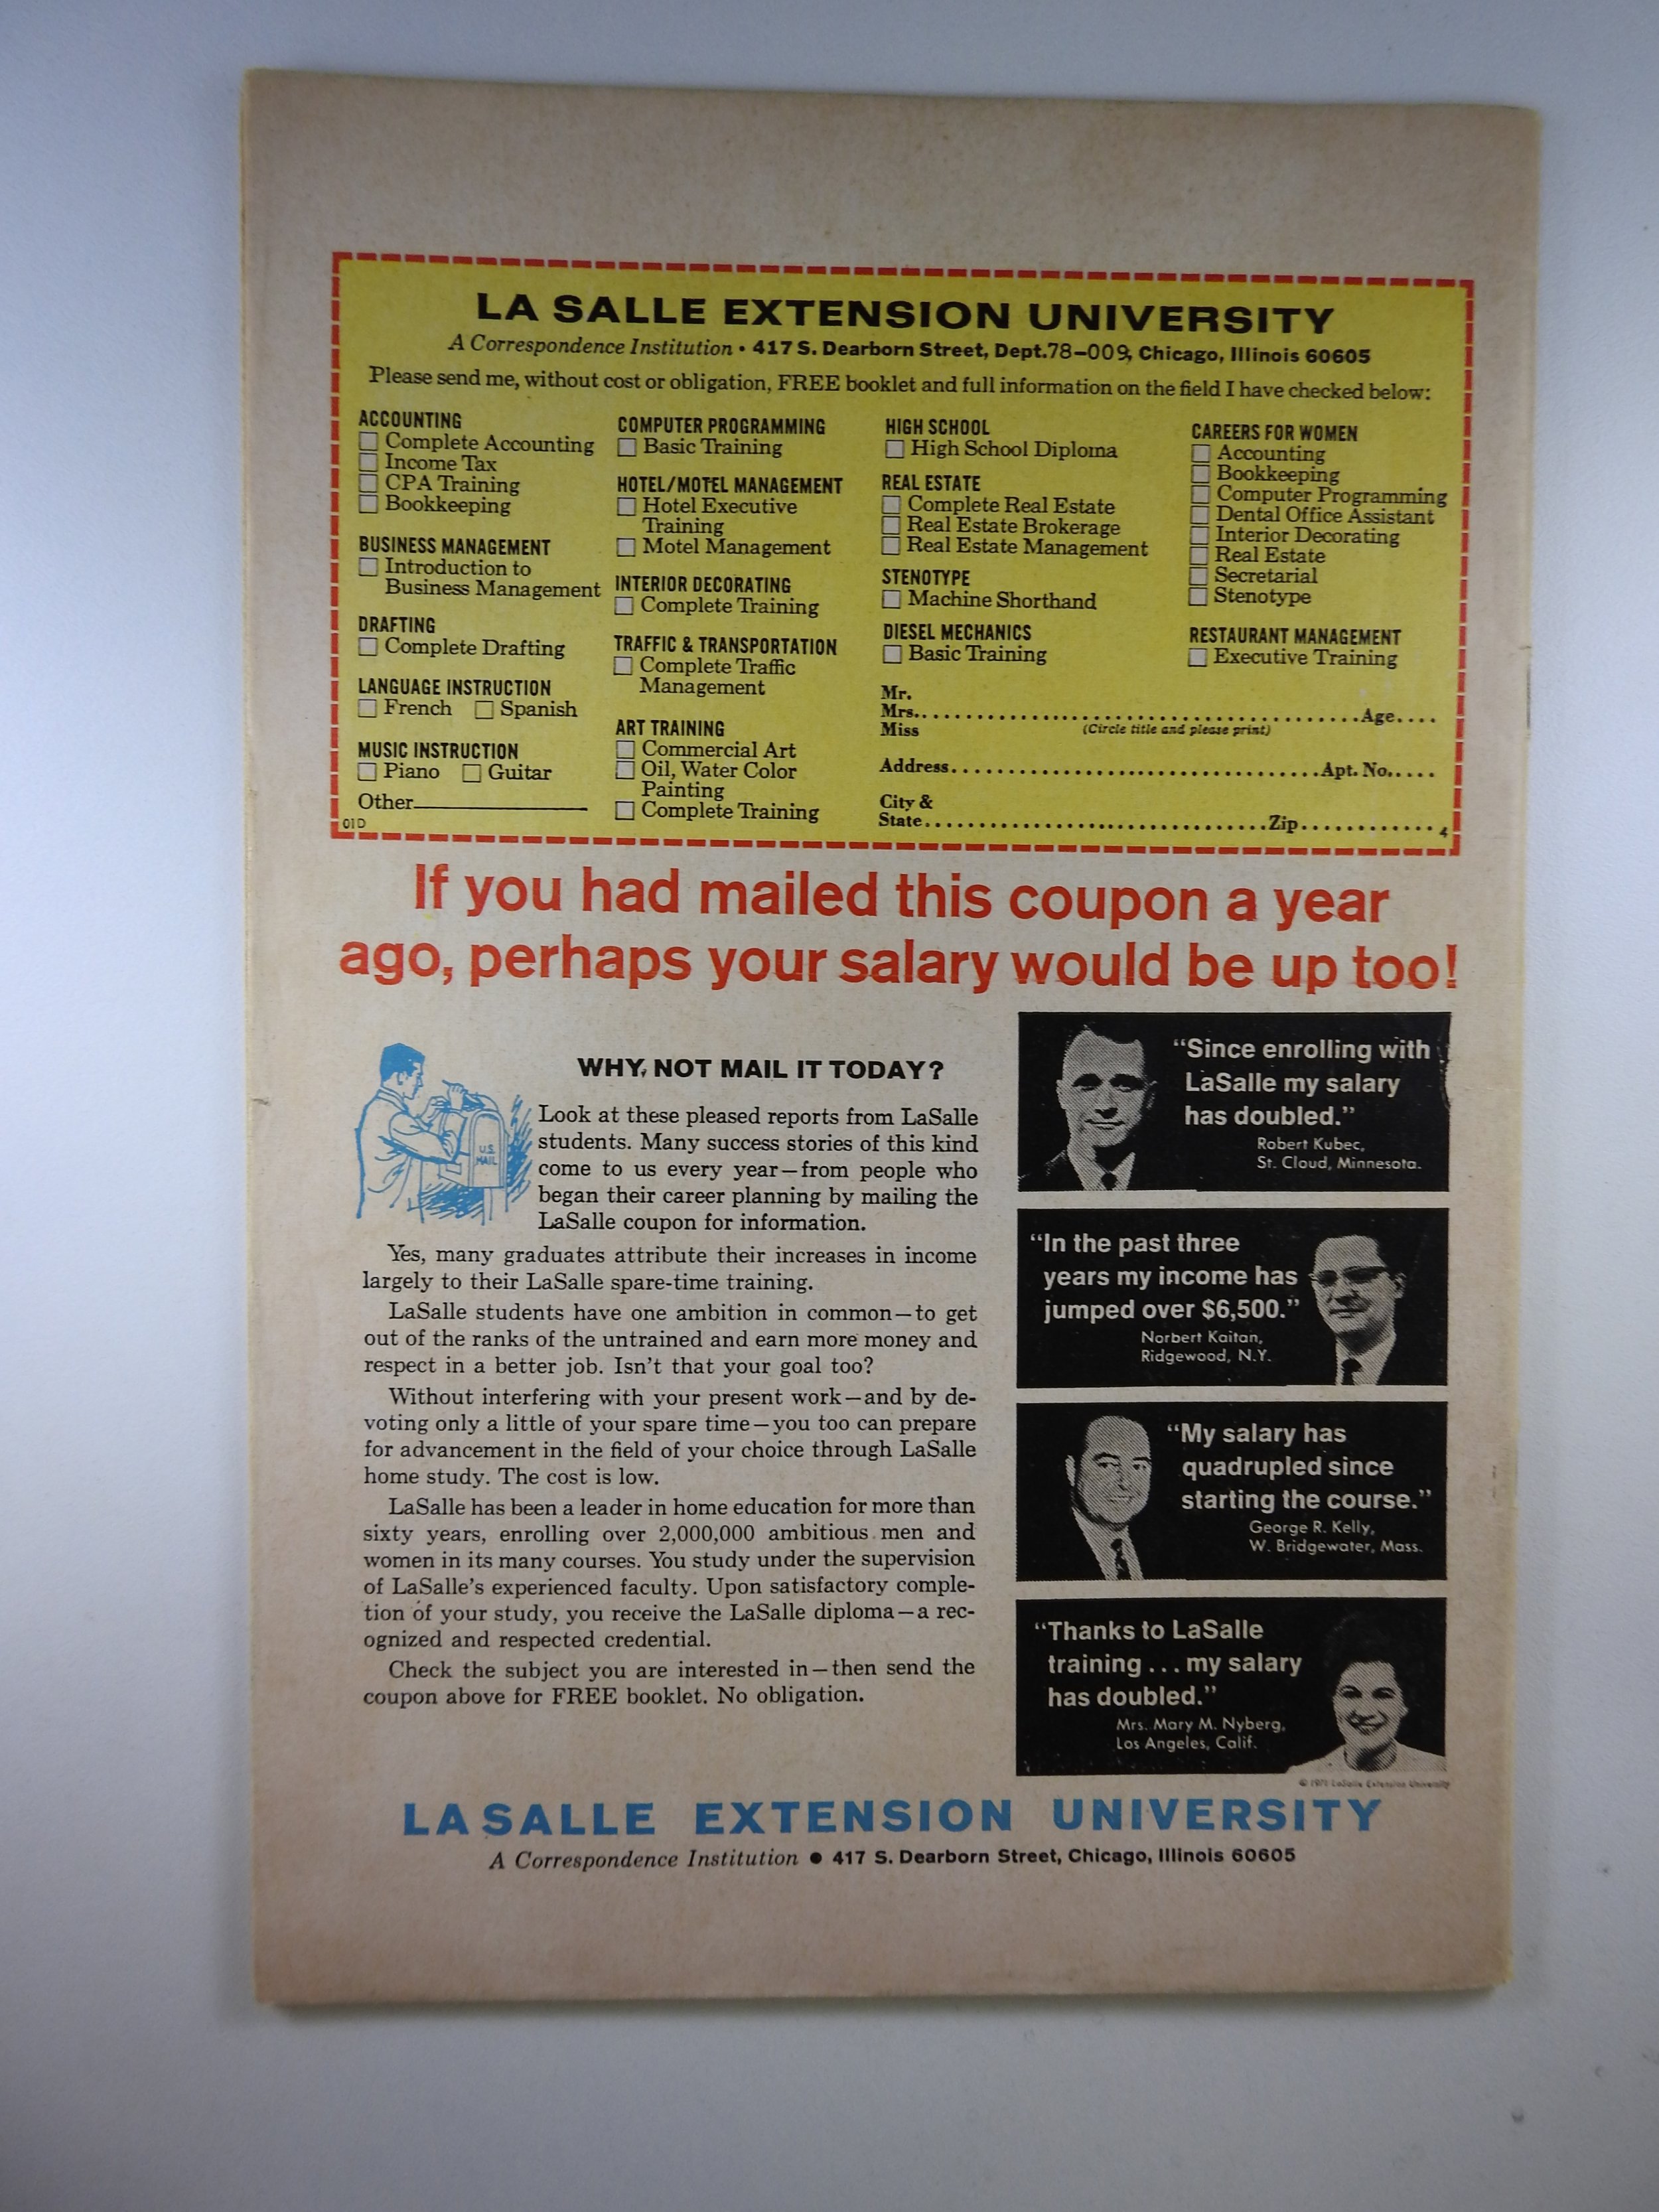 LA SALLE EXTENSION UNIVERSITY
A Correspondence Institution • 417 S. Dearborn Street, Dept. 78-009, Chicago, Illinois 60605
Please send me, without cost or obligation, FREE booklet and full information on the field I have checked below:
ACCOUNTING
Complete Accounting
Income Tax
CPA Training
Bookkeeping
BUSINESS MANAGEMENT
Introduction to
Business Management
DRAFTING
Complete Drafting
LANGUAGE INSTRUCTION
French Spanish
MUSIC INSTRUCTION
Piano Guitar
Other
01D
COMPUTER PROGRAMMING
Basic Training
HOTEL/MOTEL MANAGEMENT
Hotel Executive
Training
Motel Management
INTERIOR DECORATING
Complete Training
TRAFFIC & TRANSPORTATION
Complete Traffic
Management
ART TRAINING
Commercial Art
Oil, Water Color
Painting
Complete Training
HIGH SCHOOL
High School Diploma
REAL ESTATE
Complete Real Estate
Real Estate Brokerage
Real Estate Management
STENOTYPE
Machine Shorthand
DIESEL MECHANICS
Basic Training
CAREERS FOR WOMEN
Accounting
Bookkeeping
Computer Programming
Dental Office Assistant
Interior Decorating
Real Estate
Secretarial
Stenotype
RESTAURANT MANAGEMENT
Executive Training
Mr.
Mrs. Age
Miss (Circle title and please print)
Address Apt. No.
City &
State Zip 4
If you had mailed this coupon a year
ago, perhaps your salary would be up too!
WHY NOT MAIL IT TODAY?
U.S.
MAIL
Look at these pleased reports from LaSalle
students. Many success stories of this kind
come to us every year—from people who
began their career planning by mailing the
LaSalle coupon for information.
Yes, many graduates attribute their increases in income
largely to their LaSalle spare-time training.
LaSalle students have one ambition in common—to get
out of the ranks of the untrained and earn more money and
respect in a better job. Isn't that your goal too?
Without interfering with your present work—and by de-
voting only a little of your spare time—you too can prepare
for advancement in the field of your choice through LaSalle
home study. The cost is low.
LaSalle has been a leader in home education for more than
sixty years, enrolling over 2,000,000 ambitious men and
women in its many courses. You study under the supervision
of LaSalle's experienced faculty. Upon satisfactory comple-
tion of your study, you receive the LaSalle diploma—a rec-
ognized and respected credential.
Check the subject you are interested in—then send the
coupon above for FREE booklet. No obligation.
"Since enrolling with
LaSalle my salary
has doubled."
Robert Kubec,
St. Cloud, Minnesota.
"In the past three
years my income has
jumped over $6,500."
Norbert Kaitan,
Ridgewood, N.Y.
"My salary has
quadrupled since
starting the course."
George R. Kelly,
W. Bridgewater, Mass.
"Thanks to LaSalle
training . . . my salary
has doubled."
Mrs. Mary M. Nyberg,
Los Angeles, Calif.
© 1971 LaSalle Extension University
LASALLE EXTENSION UNIVERSITY
A Correspondence Institution • 417 S. Dearborn Street, Chicago, Illinois 60605